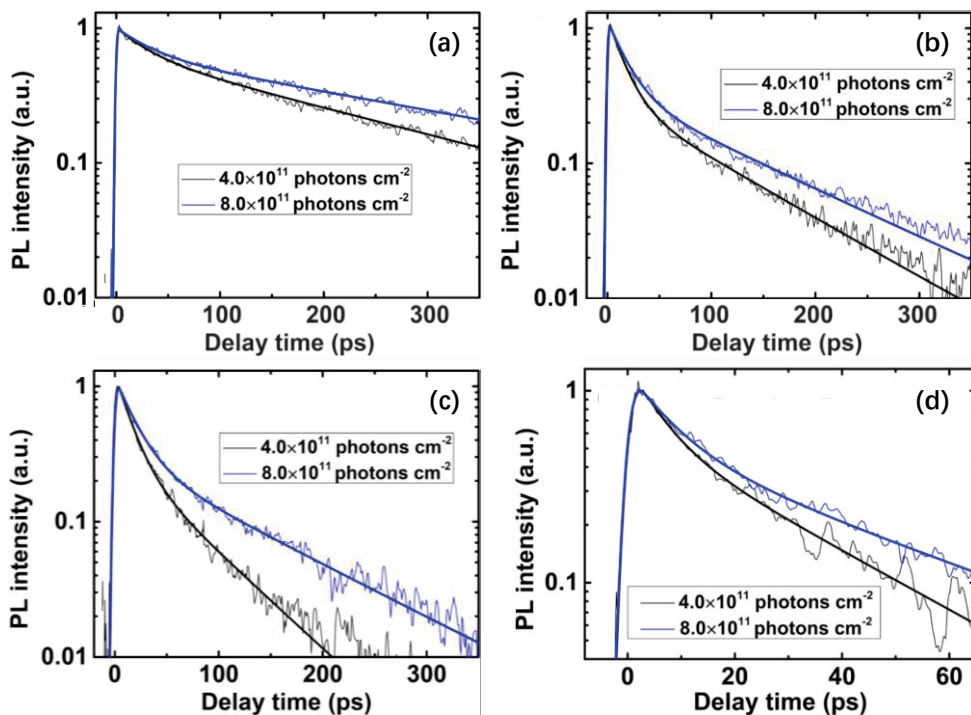 (a)
PL intensity (a.u.)
1
0.1
0.01
4.0×10¹¹ photons cm⁻²
8.0×10¹¹ photons cm⁻²
0 100 200 300
Delay time (ps)
(b)
PL intensity (a.u.)
1
0.1
0.01
4.0×10¹¹ photons cm⁻²
8.0×10¹¹ photons cm⁻²
0 100 200 300
Delay time (ps)
(c)
PL intensity (a.u.)
1
0.1
0.01
4.0×10¹¹ photons cm⁻²
8.0×10¹¹ photons cm⁻²
0 100 200 300
Delay time (ps)
(d)
PL intensity (a.u.)
1
0.1
4.0×10¹¹ photons cm⁻²
8.0×10¹¹ photons cm⁻²
0 20 40 60
Delay time (ps)